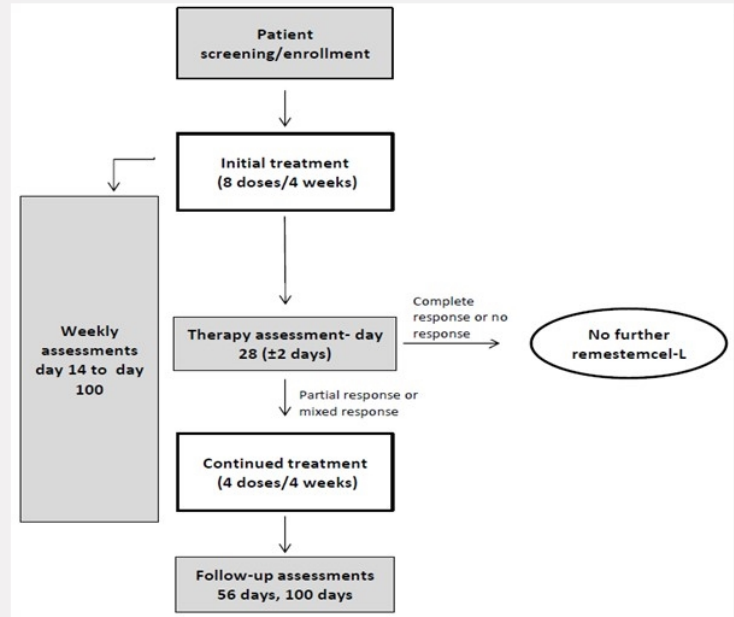 Patient
screening/enrollment
Initial treatment
(8 doses/4 weeks)
Weekly
assessments
day 14 to day
100
Therapy assessment- day
28 (±2 days)
Complete
response or no
response
No further
remestemcel-L
Partial response or
mixed response
Continued treatment
(4 doses/4 weeks)
Follow-up assessments
56 days, 100 days